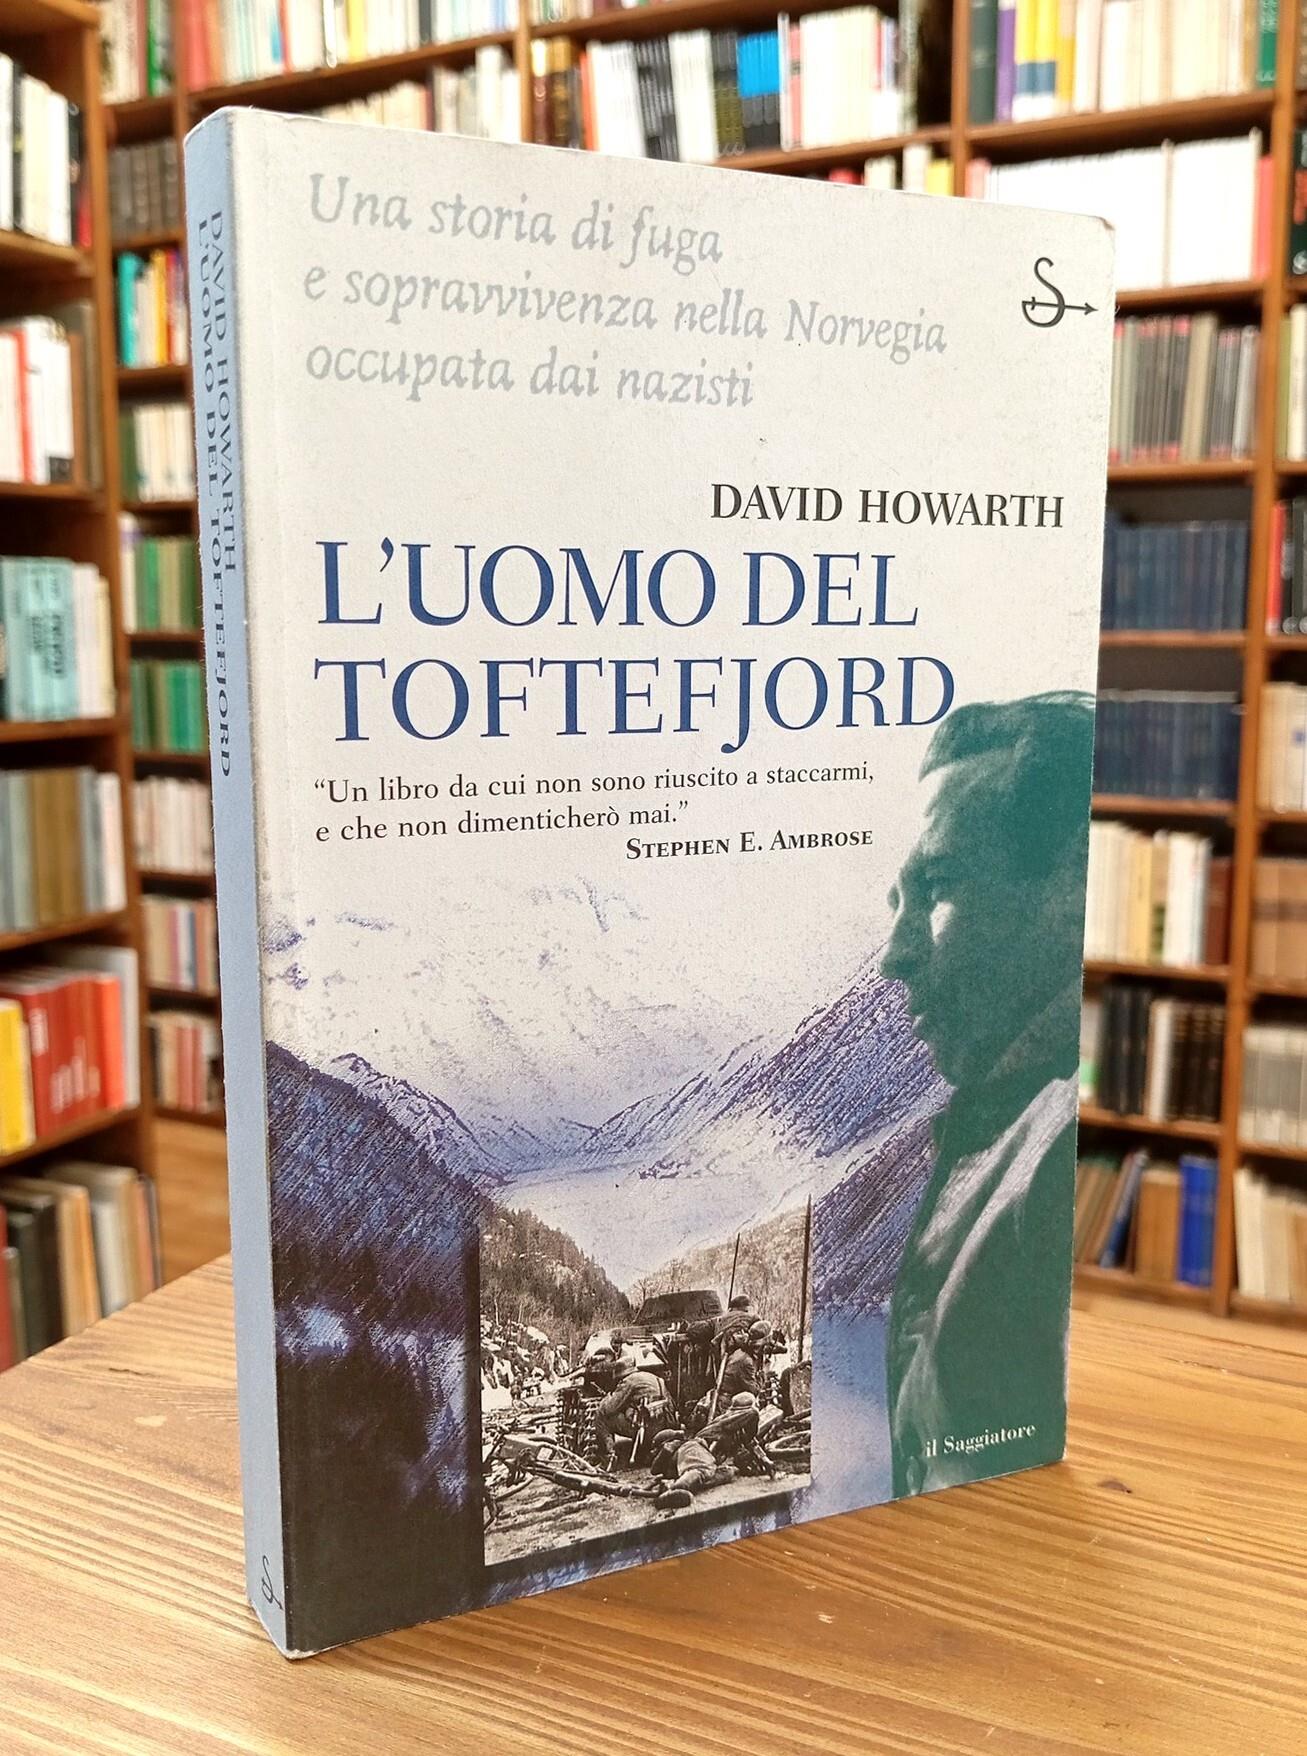 Una storia di fuga
e sopravvivenza nella Norvegia
occupata dai nazisti
DAVID HOWARTH
L'UOMO DEL
TOFTEFJORD
“Un libro da cui non sono riuscito a staccarmi,
e che non dimenticherò mai.”
STEPHEN E. AMBROSE
il Saggiatore
DAVID HOWARTH
L'UOMO DEL TOFTEFJORD